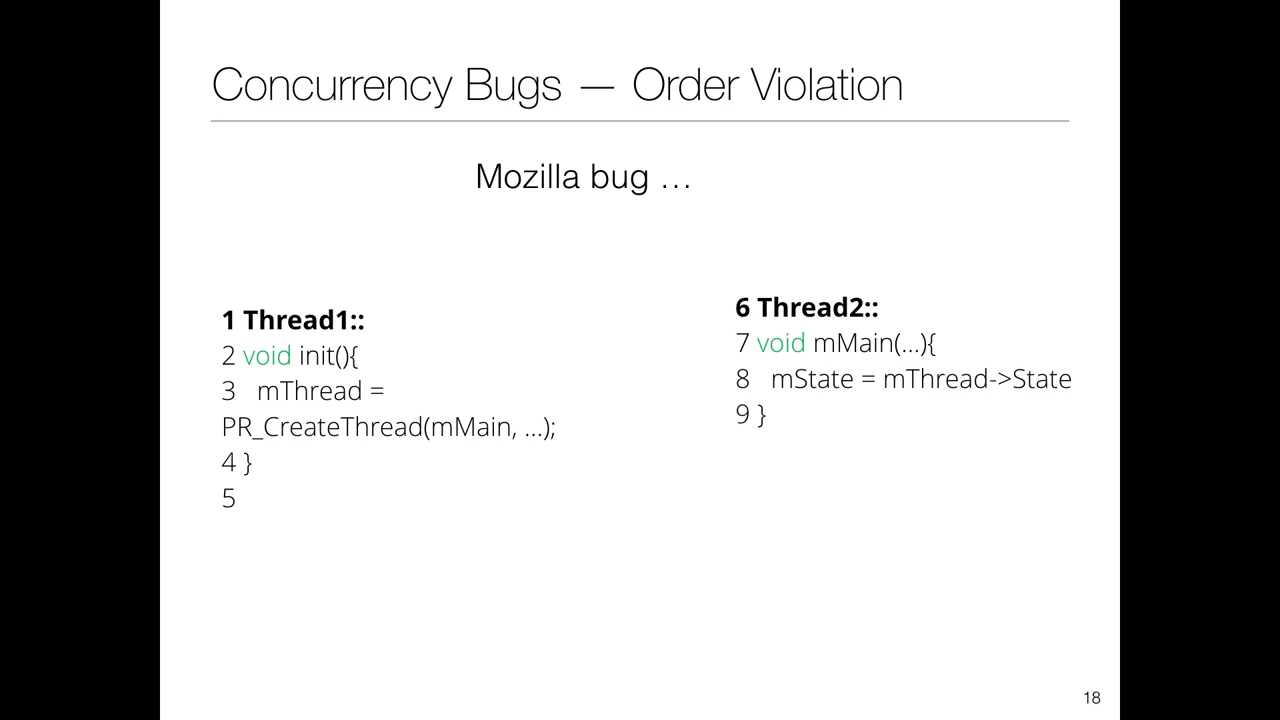 Concurrency Bugs — Order Violation
Mozilla bug …
1 Thread1::
2 void init(){
3   mThread =
PR_CreateThread(mMain, …);
4 }
5
6 Thread2::
7 void mMain(…){
8   mState = mThread->State
9 }
18